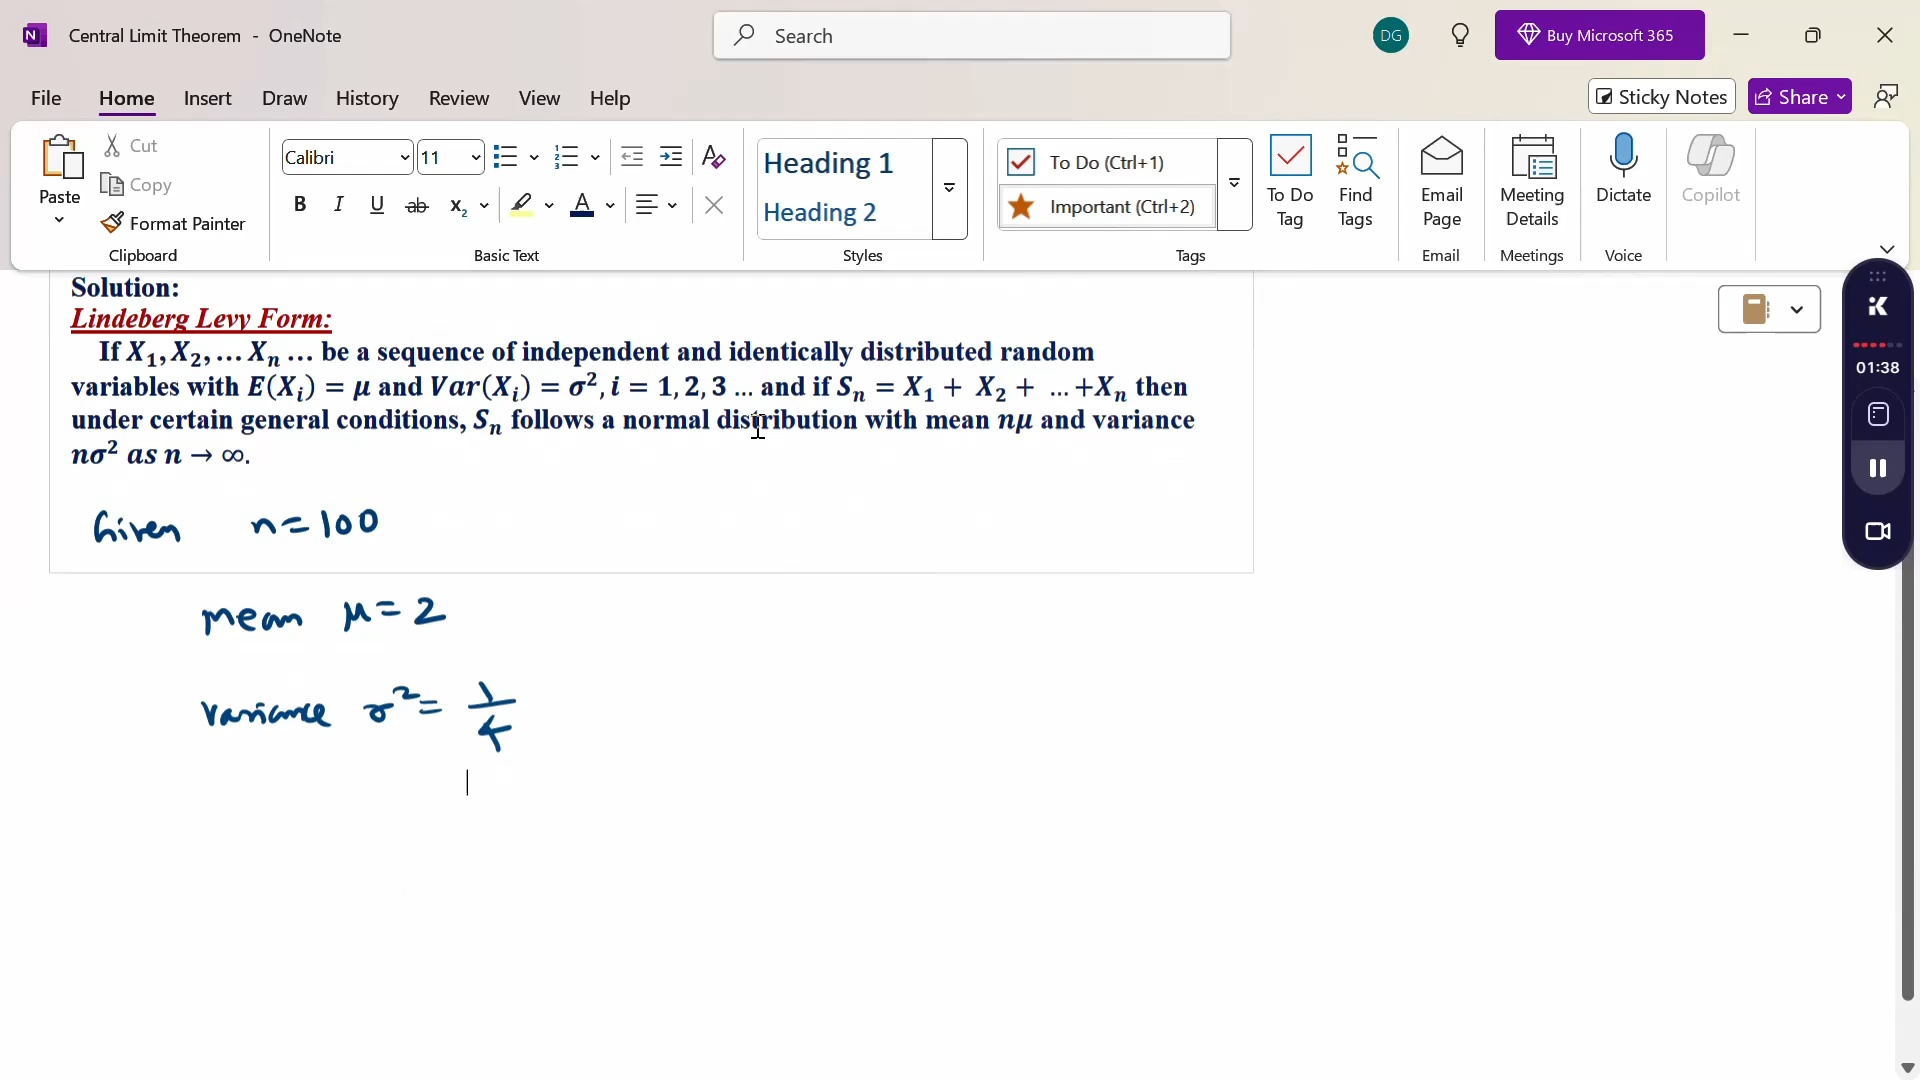 Central Limit Theorem - OneNote
Search
DG
Buy Microsoft 365
File Home Insert Draw History Review View Help
Sticky Notes
Share
Paste
Cut
Copy
Format Painter
Clipboard
Calibri 11
B I U ab x₂ A
Basic Text
Heading 1
Heading 2
Styles
To Do (Ctrl+1)
Important (Ctrl+2)
To Do Tag
Find Tags
Tags
Email Page
Email
Meeting Details
Meetings
Dictate
Voice
Copilot
01:38
Solution:
Lindeberg Levy Form:
If X₁, X₂, … Xₙ … be a sequence of independent and identically distributed random
variables with E(Xᵢ) = μ and Var(Xᵢ) = σ², i = 1, 2, 3 … and if Sₙ = X₁ + X₂ + … +Xₙ then
under certain general conditions, Sₙ follows a normal distribution with mean nμ and variance
nσ² as n → ∞.
Given n = 100
mean μ = 2
variance σ² = 1/4